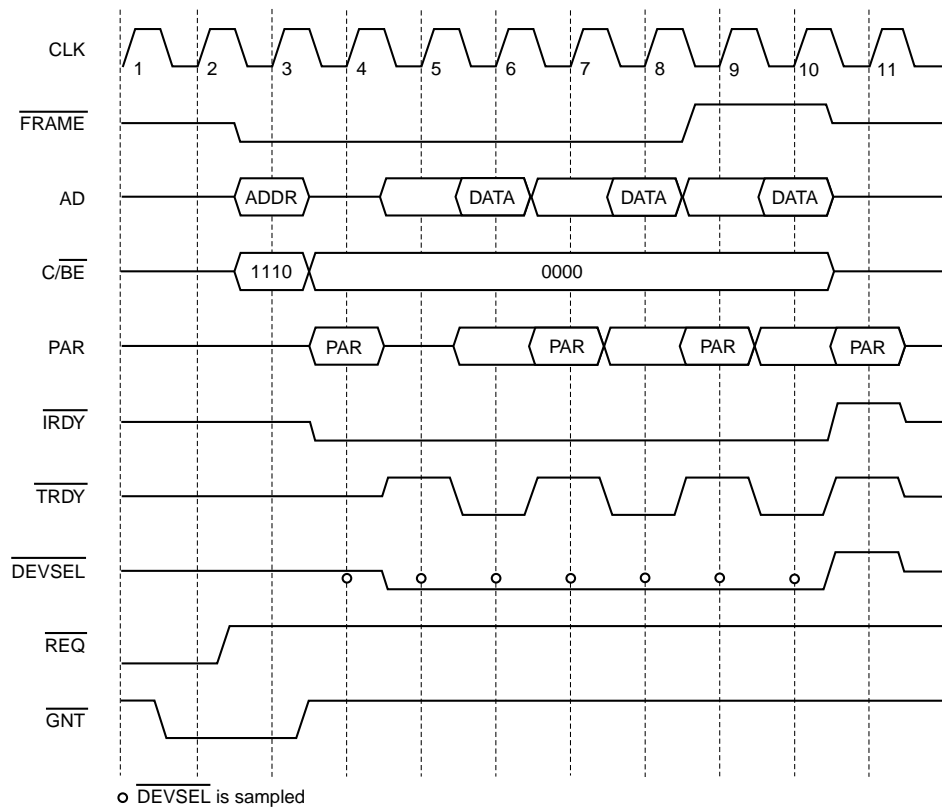 CLK
1 2 3 4 5 6 7 8 9 10 11
FRAME
AD
ADDR DATA DATA DATA
C/BE
1110 0000
PAR
PAR PAR PAR PAR
IRDY
TRDY
DEVSEL
REQ
GNT
DEVSEL is sampled